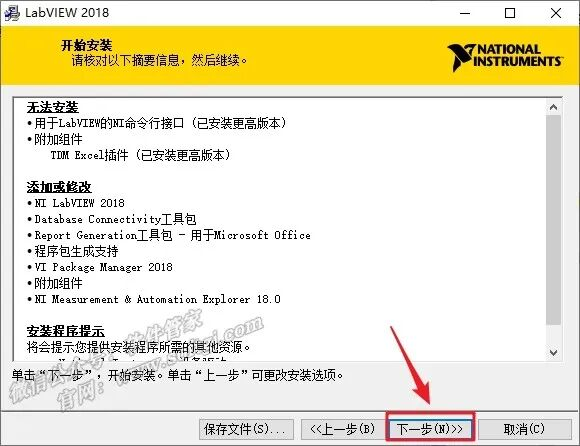 LabVIEW 2018
开始安装
请核对以下摘要信息，然后继续。
NATIONAL
INSTRUMENTS
无法安装
•用于LabVIEW的NI命令行接口 (已安装更高版本)
•附加组件
TDM Excel插件 (已安装更高版本)
添加或修改
•NI LabVIEW 2018
•Database Connectivity工具包
•Report Generation工具包 - 用于Microsoft Office
•程序包生成支持
•VI Package Manager 2018
•附加组件
•NI Measurement & Automation Explorer 18.0
安装程序提示
将会提示您提供安装程序所需的其他资源。
单击“下一步”，开始安装。单击“上一步”可更改安装选项。
保存文件(S)...
<<上一步(B)
下一步(N)>>
取消(C)